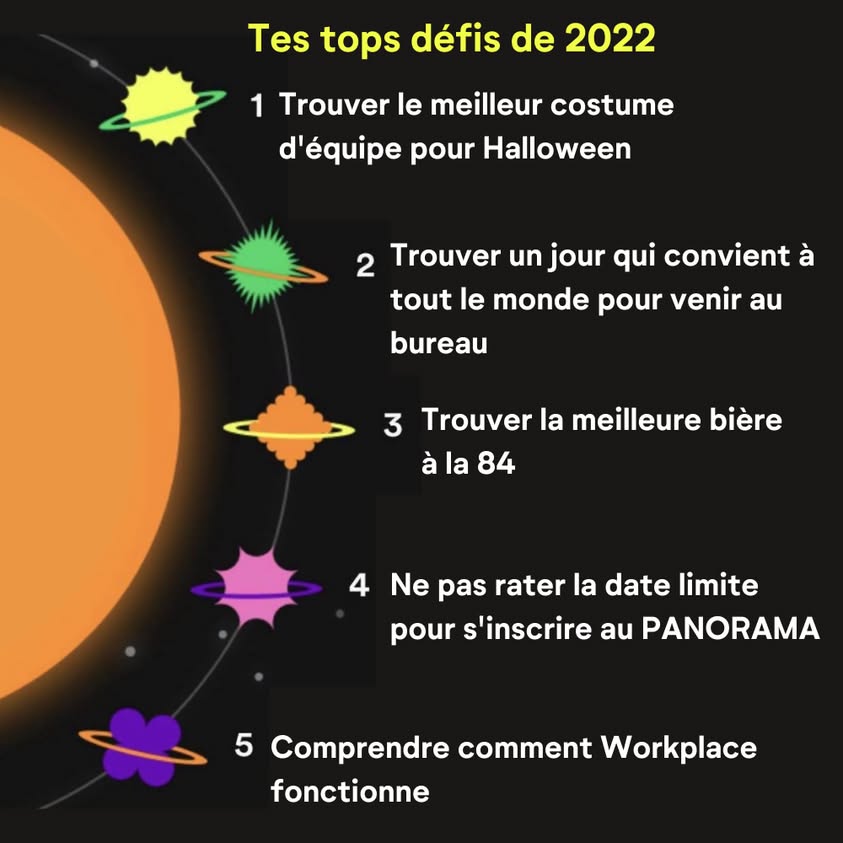 Tes tops défis de 2022
1 Trouver le meilleur costume
d'équipe pour Halloween
2 Trouver un jour qui convient à
tout le monde pour venir au
bureau
3 Trouver la meilleure bière
à la 84
4 Ne pas rater la date limite
pour s'inscrire au PANORAMA
5 Comprendre comment Workplace
fonctionne